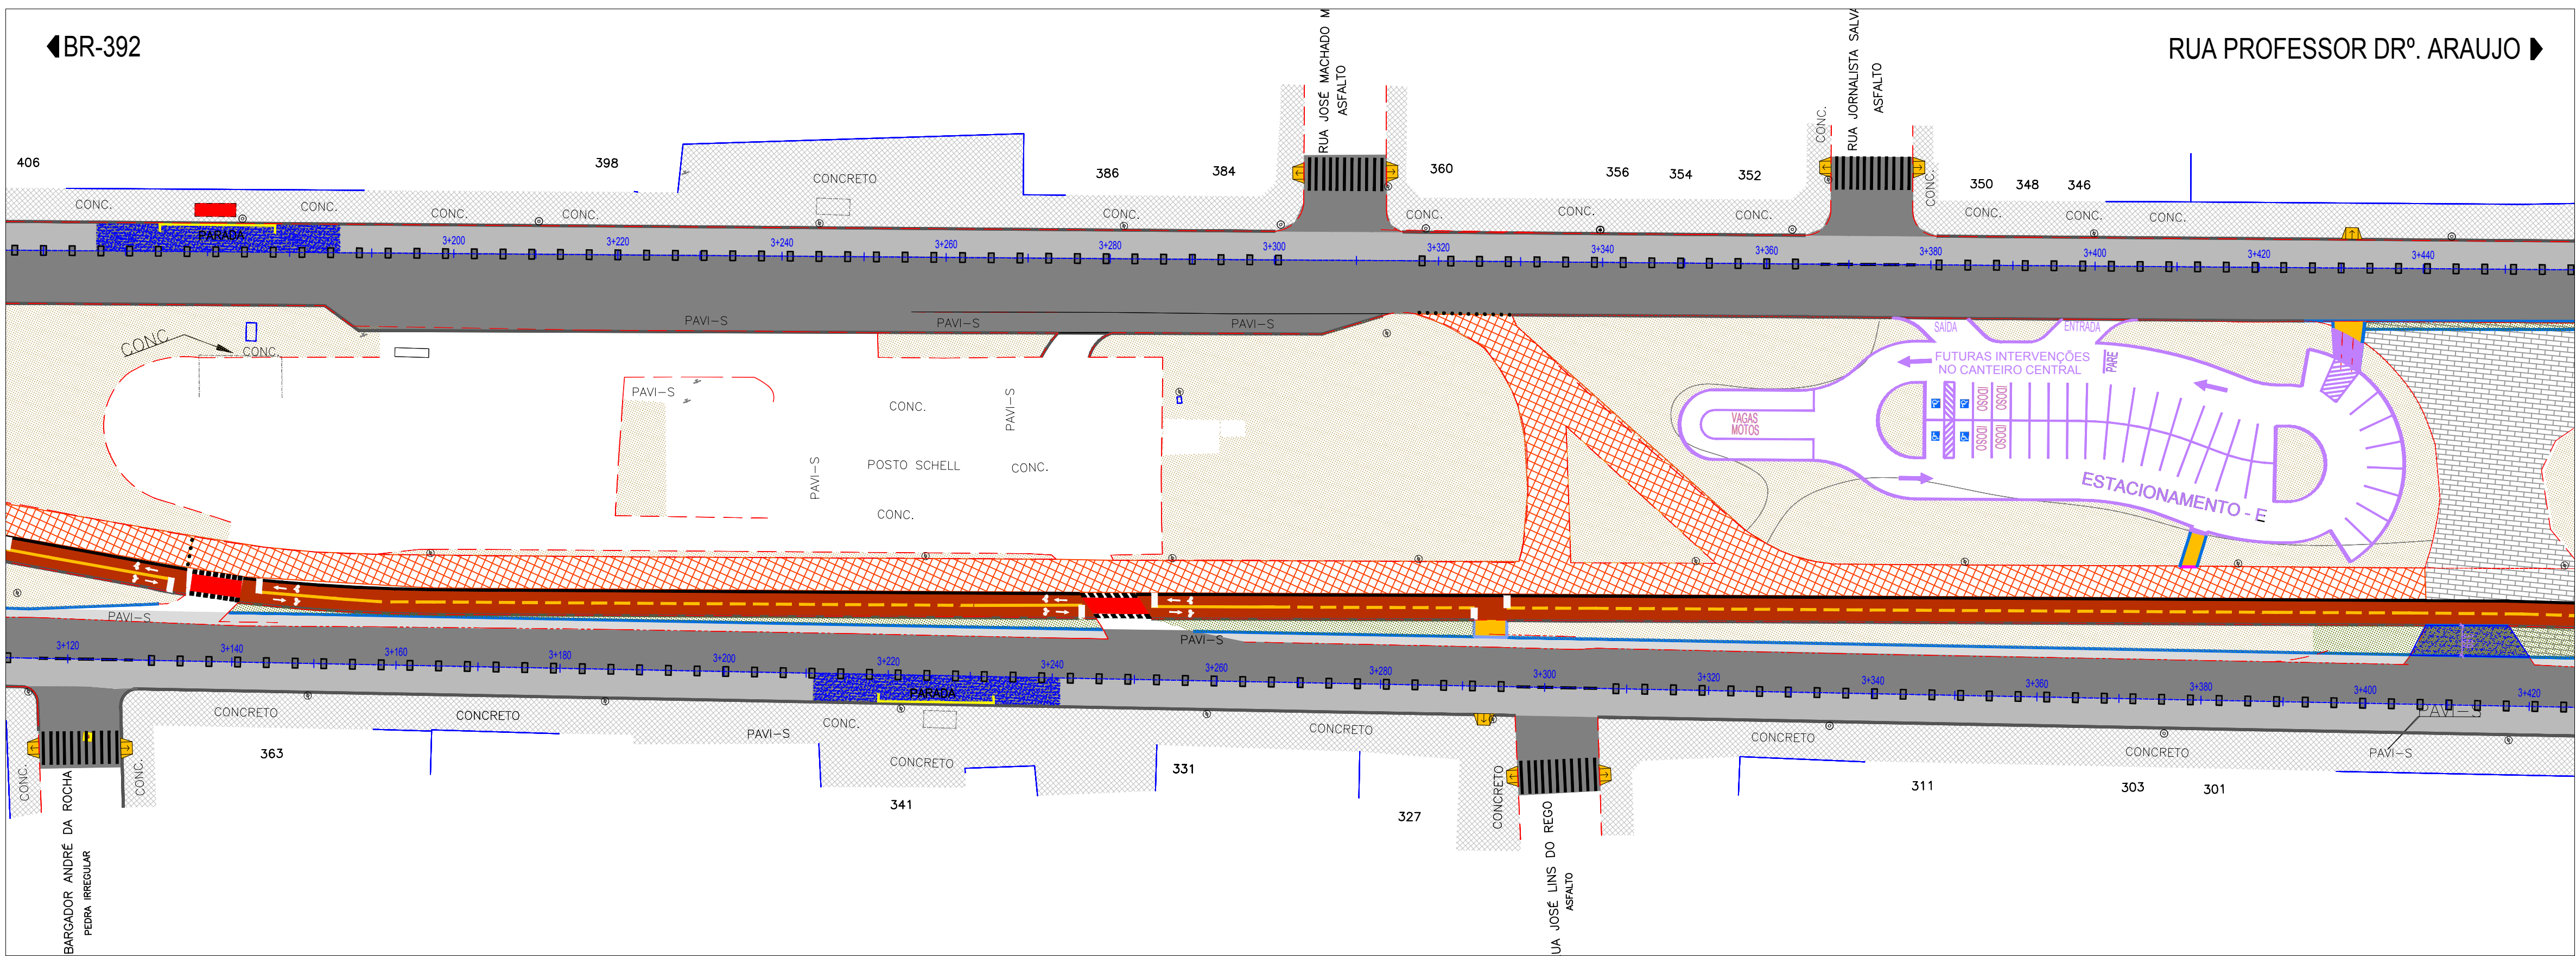 BR-392
RUA PROFESSOR DRº. ARAUJO
RUA JOSÉ MACHADO M
ASFALTO
RUA JORNALISTA SALVA
ASFALTO
406
398
CONCRETO
386
384
360
356
354
352
350
348
346
CONC.
CONC.
CONC.
CONC.
CONC.
CONC.
CONC.
CONC.
CONC.
CONC.
CONC.
CONC.
CONC.
PARADA
3+200
3+220
3+240
3+260
3+280
3+300
3+320
3+340
3+360
3+380
3+400
3+420
3+440
PAVI-S
PAVI-S
PAVI-S
CONC
CONC.
PAVI-S
CONC.
PAVI-S
PAVI-S
POSTO SCHELL
CONC.
CONC.
SAIDA
ENTRADA
FUTURAS INTERVENÇÕES
NO CANTEIRO CENTRAL
PARE
VAGAS
MOTOS
IDOSO
IDOSO
IDOSO
IDOSO
ESTACIONAMENTO - E
PAVI-S
PAVI-S
3+120
3+140
3+160
3+180
3+200
3+220
3+240
3+260
3+280
3+300
3+320
3+340
3+360
3+380
3+400
3+420
PARADA
CONCRETO
CONCRETO
PAVI-S
CONC.
CONCRETO
CONCRETO
CONCRETO
CONCRETO
CONCRETO
PAVI-S
PAVI-S
CONC.
CONC.
363
341
331
327
311
303
301
BARGADOR ANDRÉ DA ROCHA
PEDRA IRREGULAR
UA JOSÉ LINS DO REGO
ASFALTO